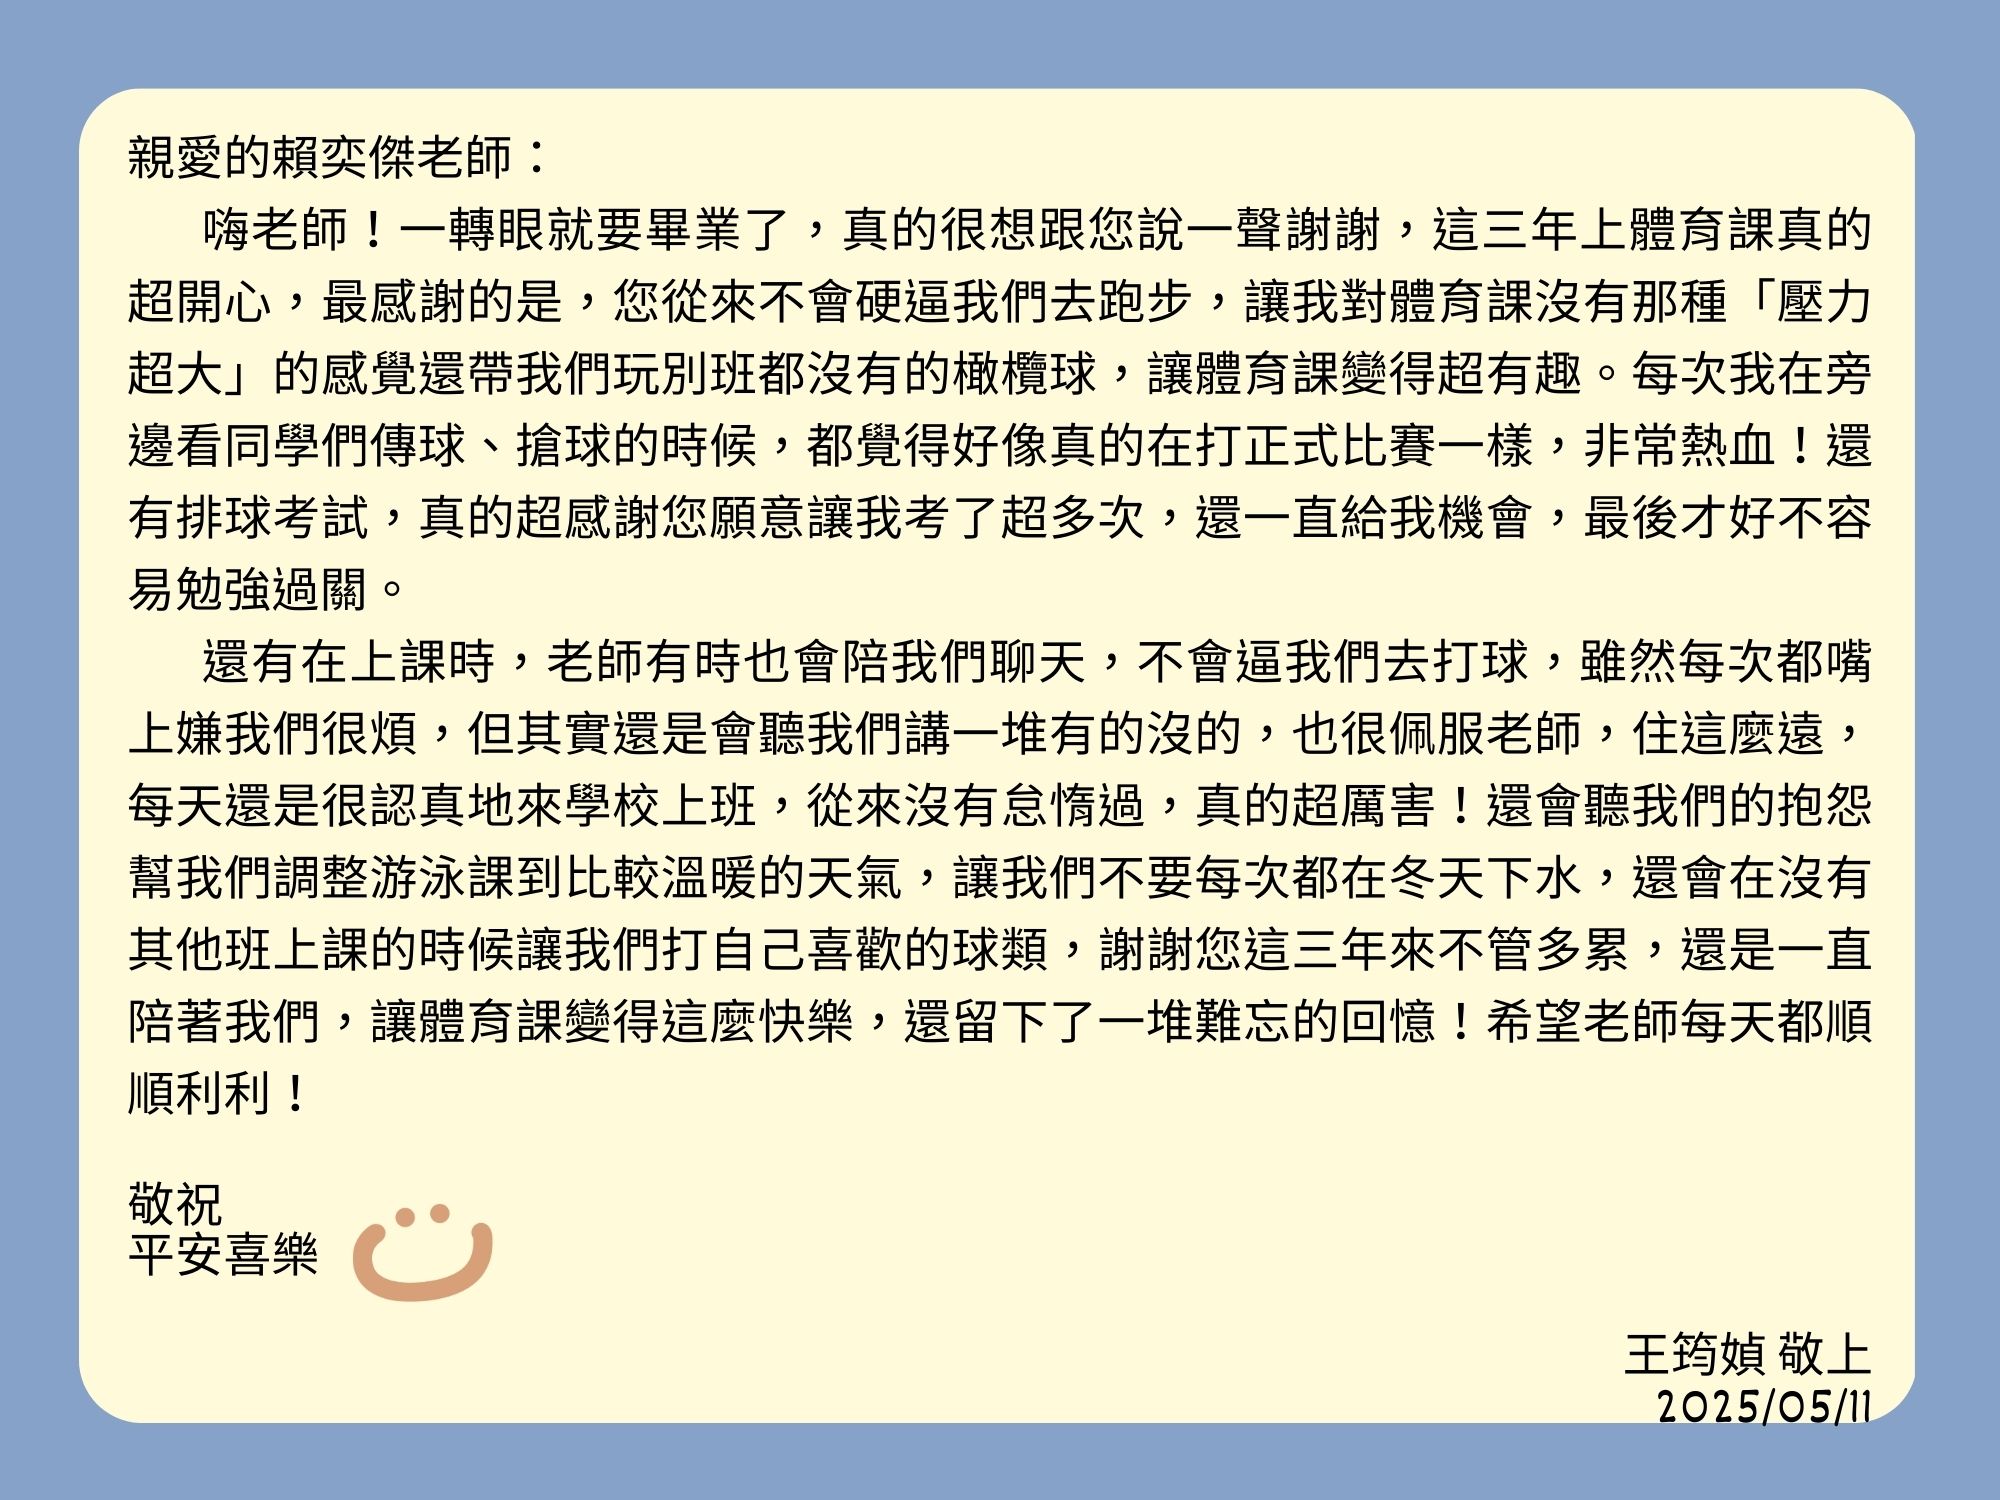 親愛的賴奕傑老師：
嗨老師！一轉眼就要畢業了，真的很想跟您說一聲謝謝，這三年上體育課真的
超開心，最感謝的是，您從來不會硬逼我們去跑步，讓我對體育課沒有那種「壓力
超大」的感覺還帶我們玩別班都沒有的橄欖球，讓體育課變得超有趣。每次我在旁
邊看同學們傳球、搶球的時候，都覺得好像真的在打正式比賽一樣，非常熱血！還
有排球考試，真的超感謝您願意讓我考了超多次，還一直給我機會，最後才好不容
易勉強過關。
還有在上課時，老師有時也會陪我們聊天，不會逼我們去打球，雖然每次都嘴
上嫌我們很煩，但其實還是會聽我們講一堆有的沒的，也很佩服老師，住這麼遠，
每天還是很認真地來學校上班，從來沒有怠惰過，真的超厲害！還會聽我們的抱怨
幫我們調整游泳課到比較溫暖的天氣，讓我們不要每次都在冬天下水，還會在沒有
其他班上課的時候讓我們打自己喜歡的球類，謝謝您這三年來不管多累，還是一直
陪著我們，讓體育課變得這麼快樂，還留下了一堆難忘的回憶！希望老師每天都順
順利利！
敬祝
平安喜樂
王筠媜 敬上
2025/05/11